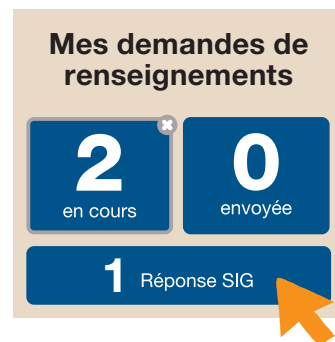 Mes demandes de
renseignements
2
en cours
0
envoyée
1 Réponse SIG